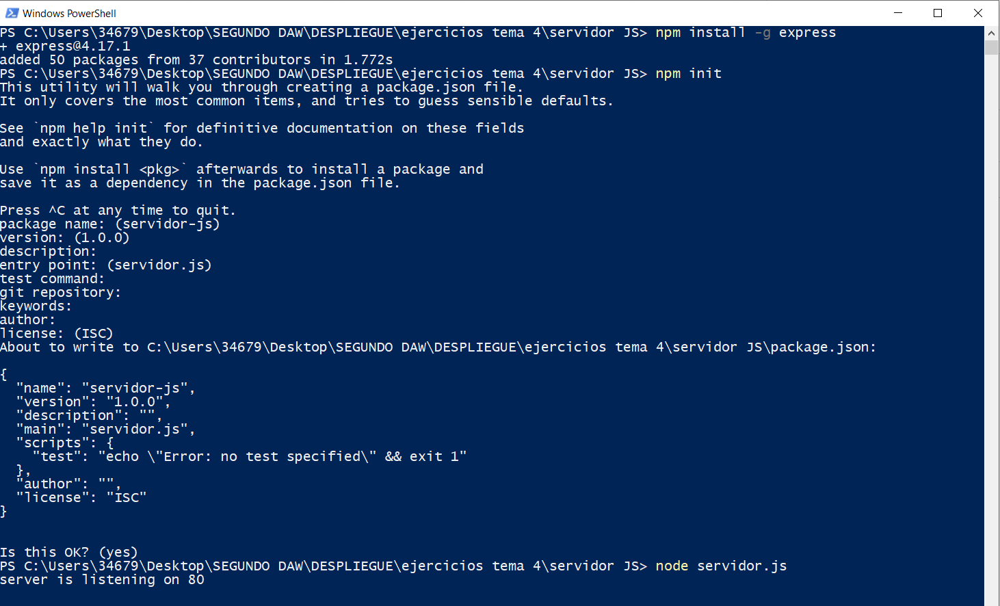 Windows PowerShell
PS C:\Users\34679\Desktop\SEGUNDO DAW\DESPLIEGUE\ejercicios tema 4\servidor JS> npm install -g express
+ express@4.17.1
added 50 packages from 37 contributors in 1.772s
PS C:\Users\34679\Desktop\SEGUNDO DAW\DESPLIEGUE\ejercicios tema 4\servidor JS> npm init
This utility will walk you through creating a package.json file.
It only covers the most common items, and tries to guess sensible defaults.
See `npm help init` for definitive documentation on these fields
and exactly what they do.
Use `npm install <pkg>` afterwards to install a package and
save it as a dependency in the package.json file.
Press ^C at any time to quit.
package name: (servidor-js)
version: (1.0.0)
description:
entry point: (servidor.js)
test command:
git repository:
keywords:
author:
license: (ISC)
About to write to C:\Users\34679\Desktop\SEGUNDO DAW\DESPLIEGUE\ejercicios tema 4\servidor JS\package.json:
{
  "name": "servidor-js",
  "version": "1.0.0",
  "description": "",
  "main": "servidor.js",
  "scripts": {
    "test": "echo \"Error: no test specified\" && exit 1"
  },
  "author": "",
  "license": "ISC"
}
Is this OK? (yes)
PS C:\Users\34679\Desktop\SEGUNDO DAW\DESPLIEGUE\ejercicios tema 4\servidor JS> node servidor.js
server is listening on 80